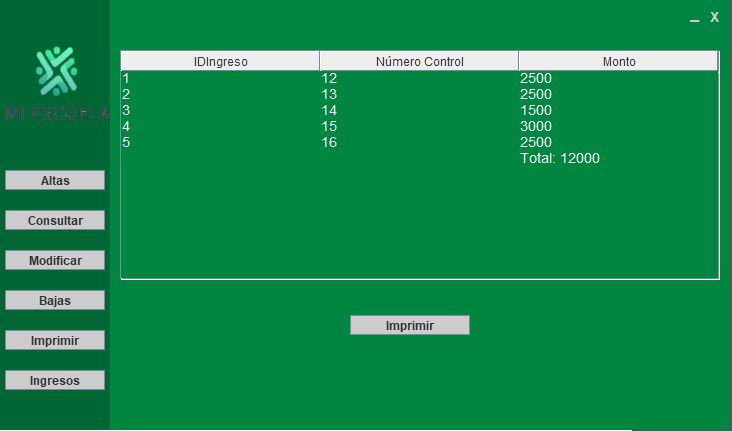 _ X
MI ESCUELA
IDIngreso Número Control Monto
1 12 2500
2 13 2500
3 14 1500
4 15 3000
5 16 2500
Total: 12000
Altas
Consultar
Modificar
Bajas
Imprimir
Ingresos
Imprimir